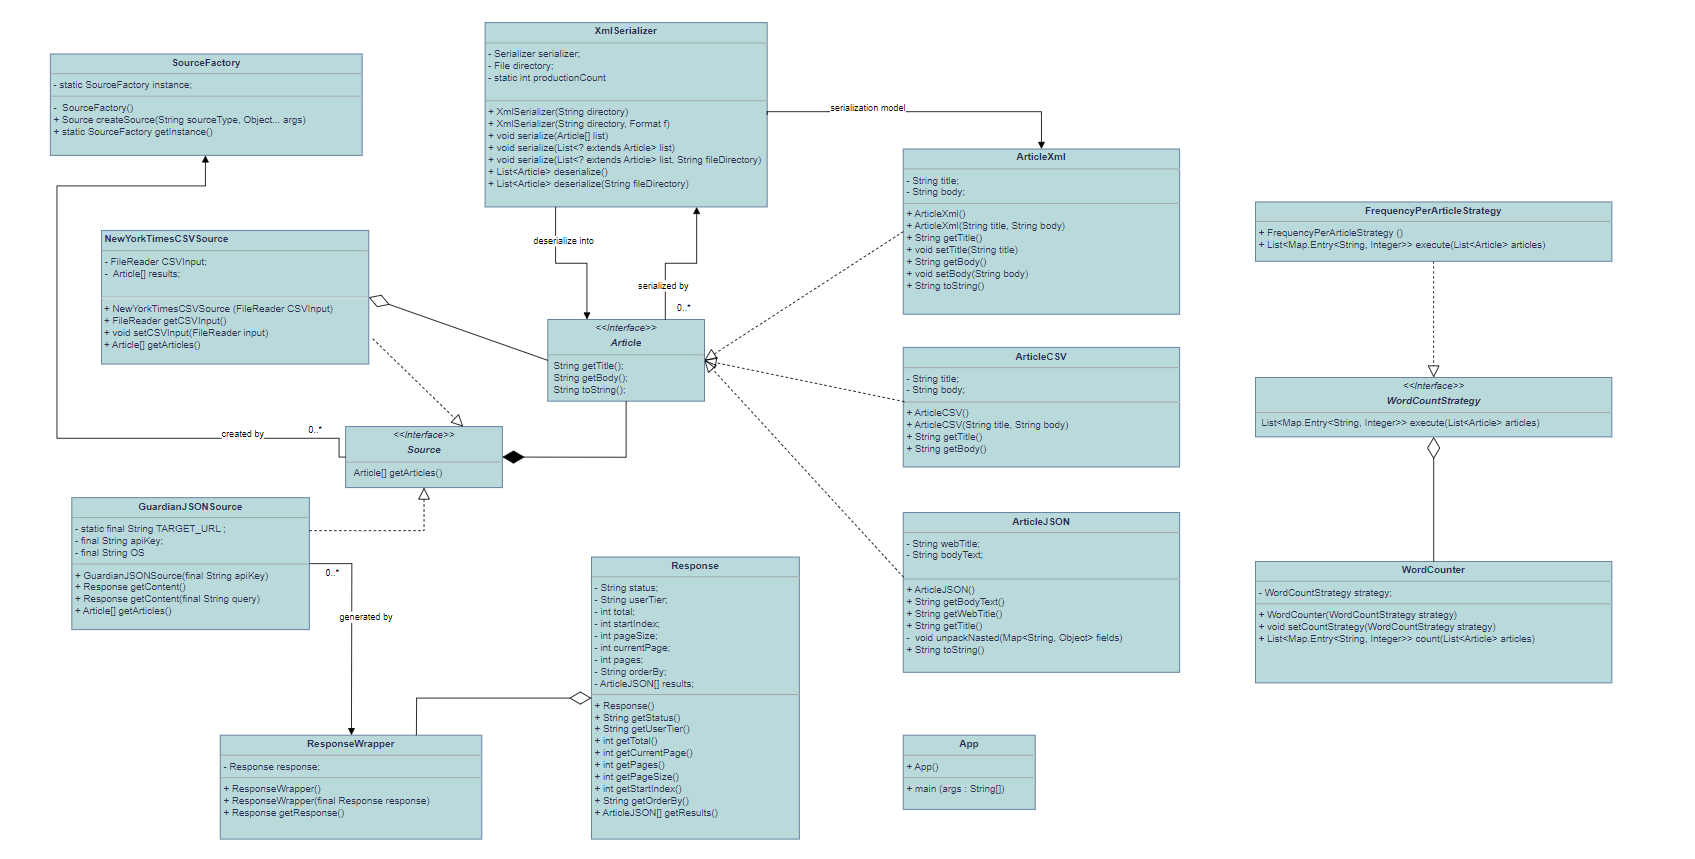 XmlSerializer
- Serializer serializer;
- File directory;
- static int productionCount
+ XmlSerializer(String directory)
+ XmlSerializer(String directory, Format f)
+ void serialize(Article[] list)
+ void serialize(List<? extends Article> list)
+ void serialize(List<? extends Article> list, String fileDirectory)
+ List<Article> deserialize()
+ List<Article> deserialize(String fileDirectory)
SourceFactory
- static SourceFactory instance;
- SourceFactory()
+ Source createSource(String sourceType, Object... args)
+ static SourceFactory getInstance()
serialization model
ArticleXml
- String title;
- String body;
+ ArticleXml()
+ ArticleXml(String title, String body)
+ String getTitle()
+ void setTitle(String title)
+ String getBody()
+ void setBody(String body)
+ String toString()
FrequencyPerArticleStrategy
+ FrequencyPerArticleStrategy ()
+ List<Map.Entry<String, Integer>> execute(List<Article> articles)
NewYorkTimesCSVSource
- FileReader CSVInput;
- Article[] results;
+ NewYorkTimesCSVSource (FileReader CSVInput)
+ FileReader getCSVInput()
+ void setCSVInput(FileReader input)
+ Article[] getArticles()
deserialize into
serialized by
0..*
<<Interface>>
Article
String getTitle();
String getBody();
String toString();
ArticleCSV
- String title;
- String body;
+ ArticleCSV()
+ ArticleCSV(String title, String body)
+ String getTitle()
+ String getBody()
<<Interface>>
WordCountStrategy
List<Map.Entry<String, Integer>> execute(List<Article> articles)
created by
0..*
<<Interface>>
Source
Article[] getArticles()
GuardianJSONSource
- static final String TARGET_URL ;
- final String apiKey;
- final String OS
+ GuardianJSONSource(final String apiKey)
+ Response getContent()
+ Response getContent(final String query)
+ Article[] getArticles()
0..*
generated by
ArticleJSON
- String webTitle;
- String bodyText;
+ ArticleJSON()
+ String getBodyText()
+ String getWebTitle()
+ String getTitle()
- void unpackNasted(Map<String, Object> fields)
+ String toString()
Response
- String status;
- String userTier;
- int total;
- int startIndex;
- int pageSize;
- int currentPage;
- int pages;
- String orderBy;
- ArticleJSON[] results;
+ Response()
+ String getStatus()
+ String getUserTier()
+ int getTotal()
+ int getCurrentPage()
+ int getPages()
+ int getPageSize()
+ int getStartIndex()
+ String getOrderBy()
+ ArticleJSON[] getResults()
WordCounter
- WordCountStrategy strategy;
+ WordCounter(WordCountStrategy strategy)
+ void setCountStrategy(WordCountStrategy strategy)
+ List<Map.Entry<String, Integer>> count(List<Article> articles)
ResponseWrapper
- Response response;
+ ResponseWrapper()
+ ResponseWrapper(final Response response)
+ Response getResponse()
App
+ App()
+ main (args : String[])